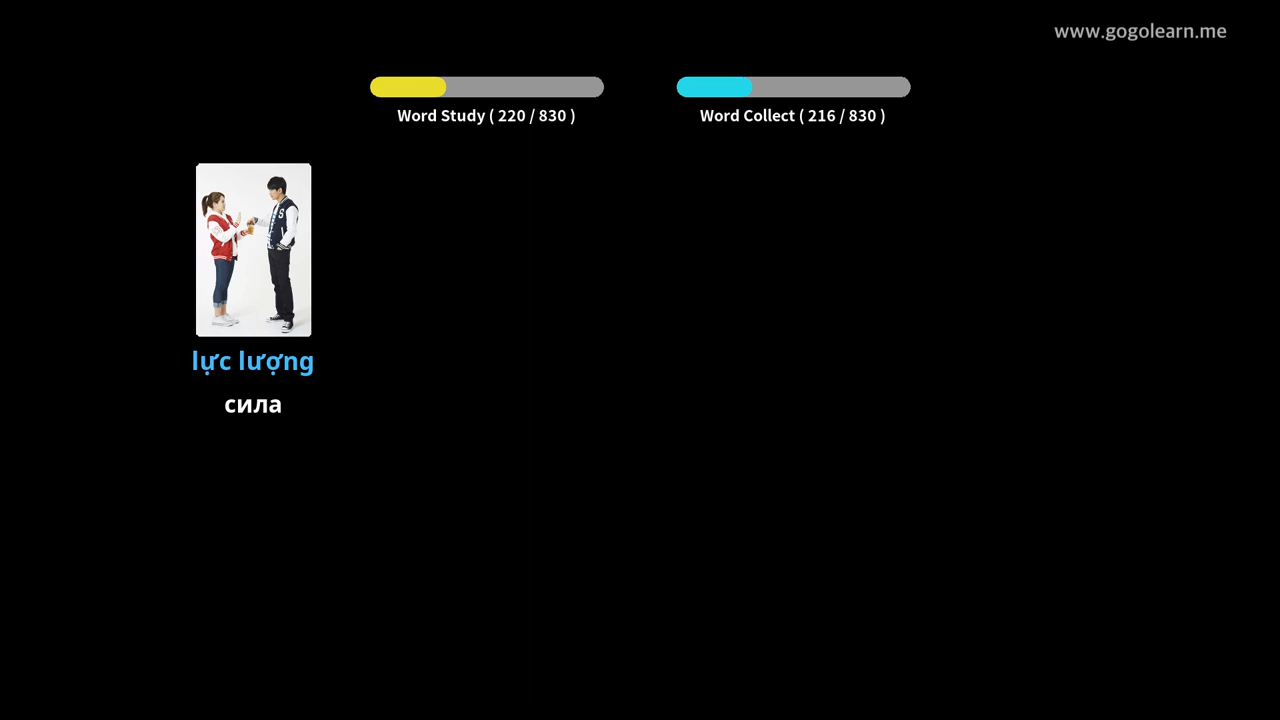 www.gogolearn.me
Word Study ( 220 / 830 )
Word Collect ( 216 / 830 )
lực lượng
сила